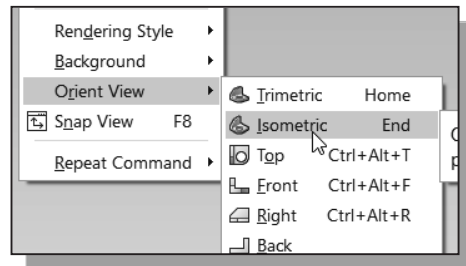 Rendering Style
Background
Orient View
Snap View F8
Repeat Command
Trimetric Home
Isometric End
Top Ctrl+Alt+T
Front Ctrl+Alt+F
Right Ctrl+Alt+R
Back